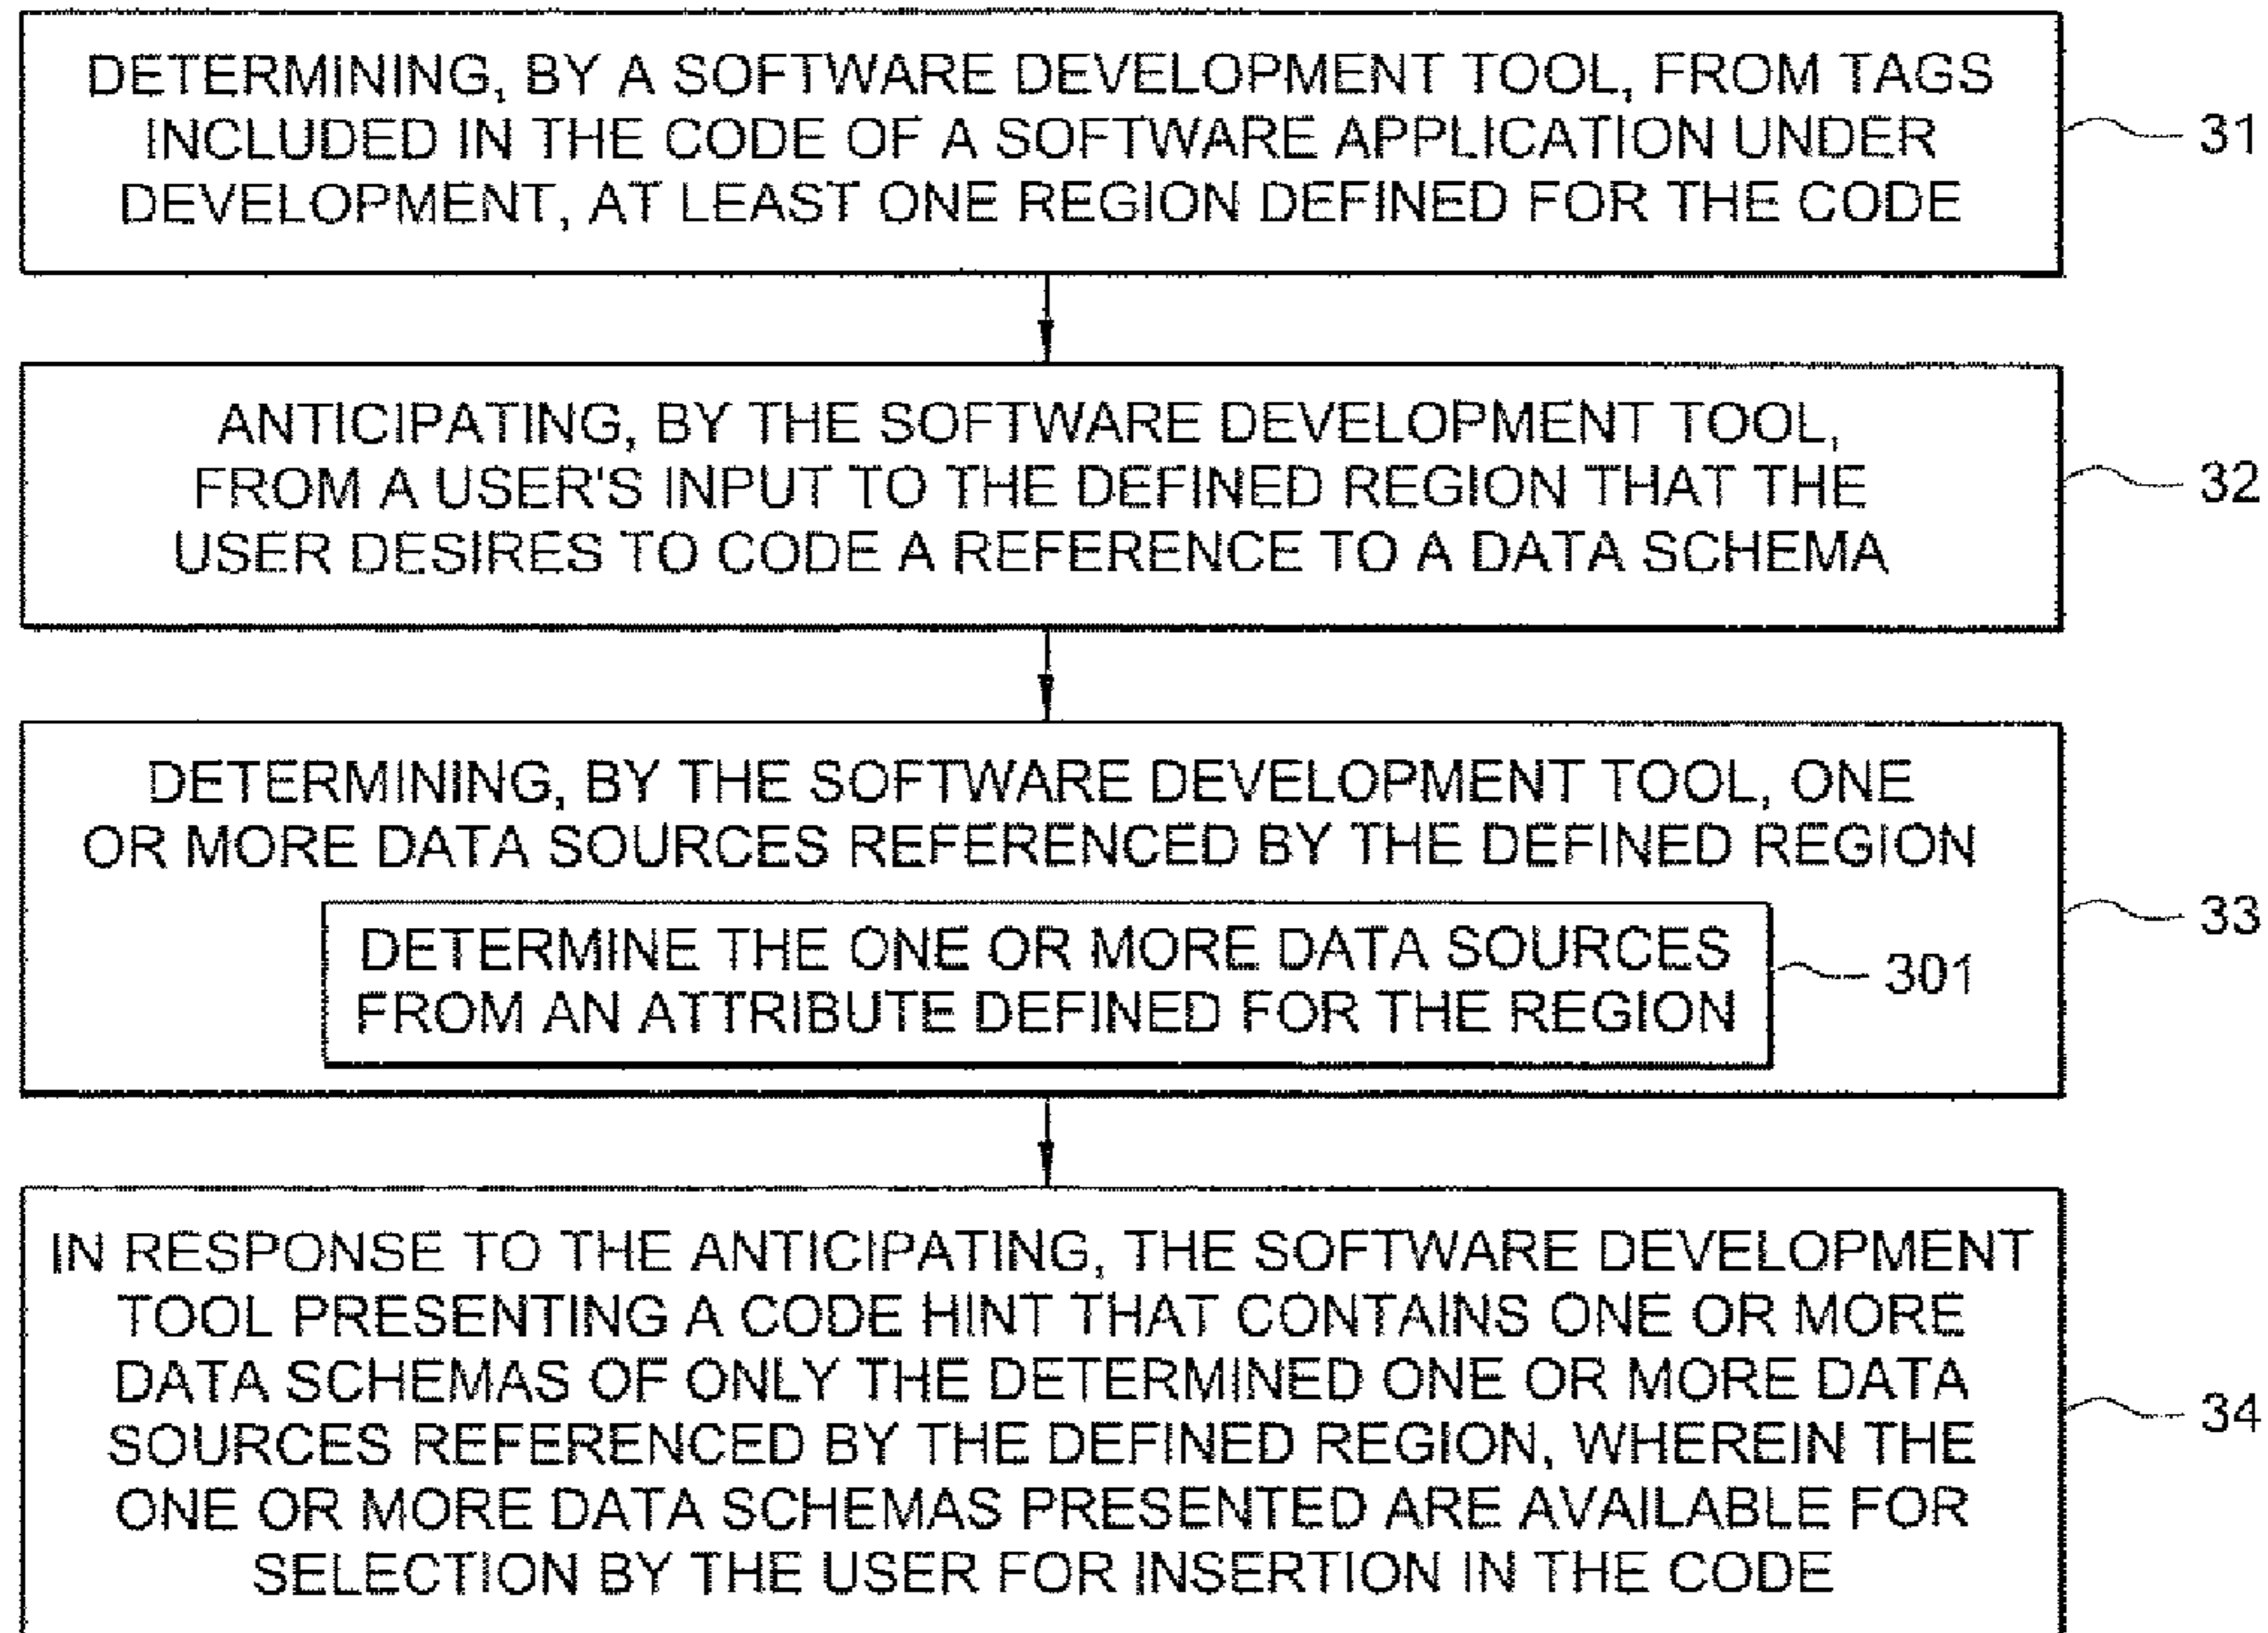 DETERMINING, BY A SOFTWARE DEVELOPMENT TOOL, FROM TAGS
INCLUDED IN THE CODE OF A SOFTWARE APPLICATION UNDER
DEVELOPMENT, AT LEAST ONE REGION DEFINED FOR THE CODE
31
ANTICIPATING, BY THE SOFTWARE DEVELOPMENT TOOL,
FROM A USER'S INPUT TO THE DEFINED REGION THAT THE
USER DESIRES TO CODE A REFERENCE TO A DATA SCHEMA
32
DETERMINING, BY THE SOFTWARE DEVELOPMENT TOOL, ONE
OR MORE DATA SOURCES REFERENCED BY THE DEFINED REGION
33
DETERMINE THE ONE OR MORE DATA SOURCES
FROM AN ATTRIBUTE DEFINED FOR THE REGION
301
IN RESPONSE TO THE ANTICIPATING, THE SOFTWARE DEVELOPMENT
TOOL PRESENTING A CODE HINT THAT CONTAINS ONE OR MORE
DATA SCHEMAS OF ONLY THE DETERMINED ONE OR MORE DATA
SOURCES REFERENCED BY THE DEFINED REGION, WHEREIN THE
ONE OR MORE DATA SCHEMAS PRESENTED ARE AVAILABLE FOR
SELECTION BY THE USER FOR INSERTION IN THE CODE
34